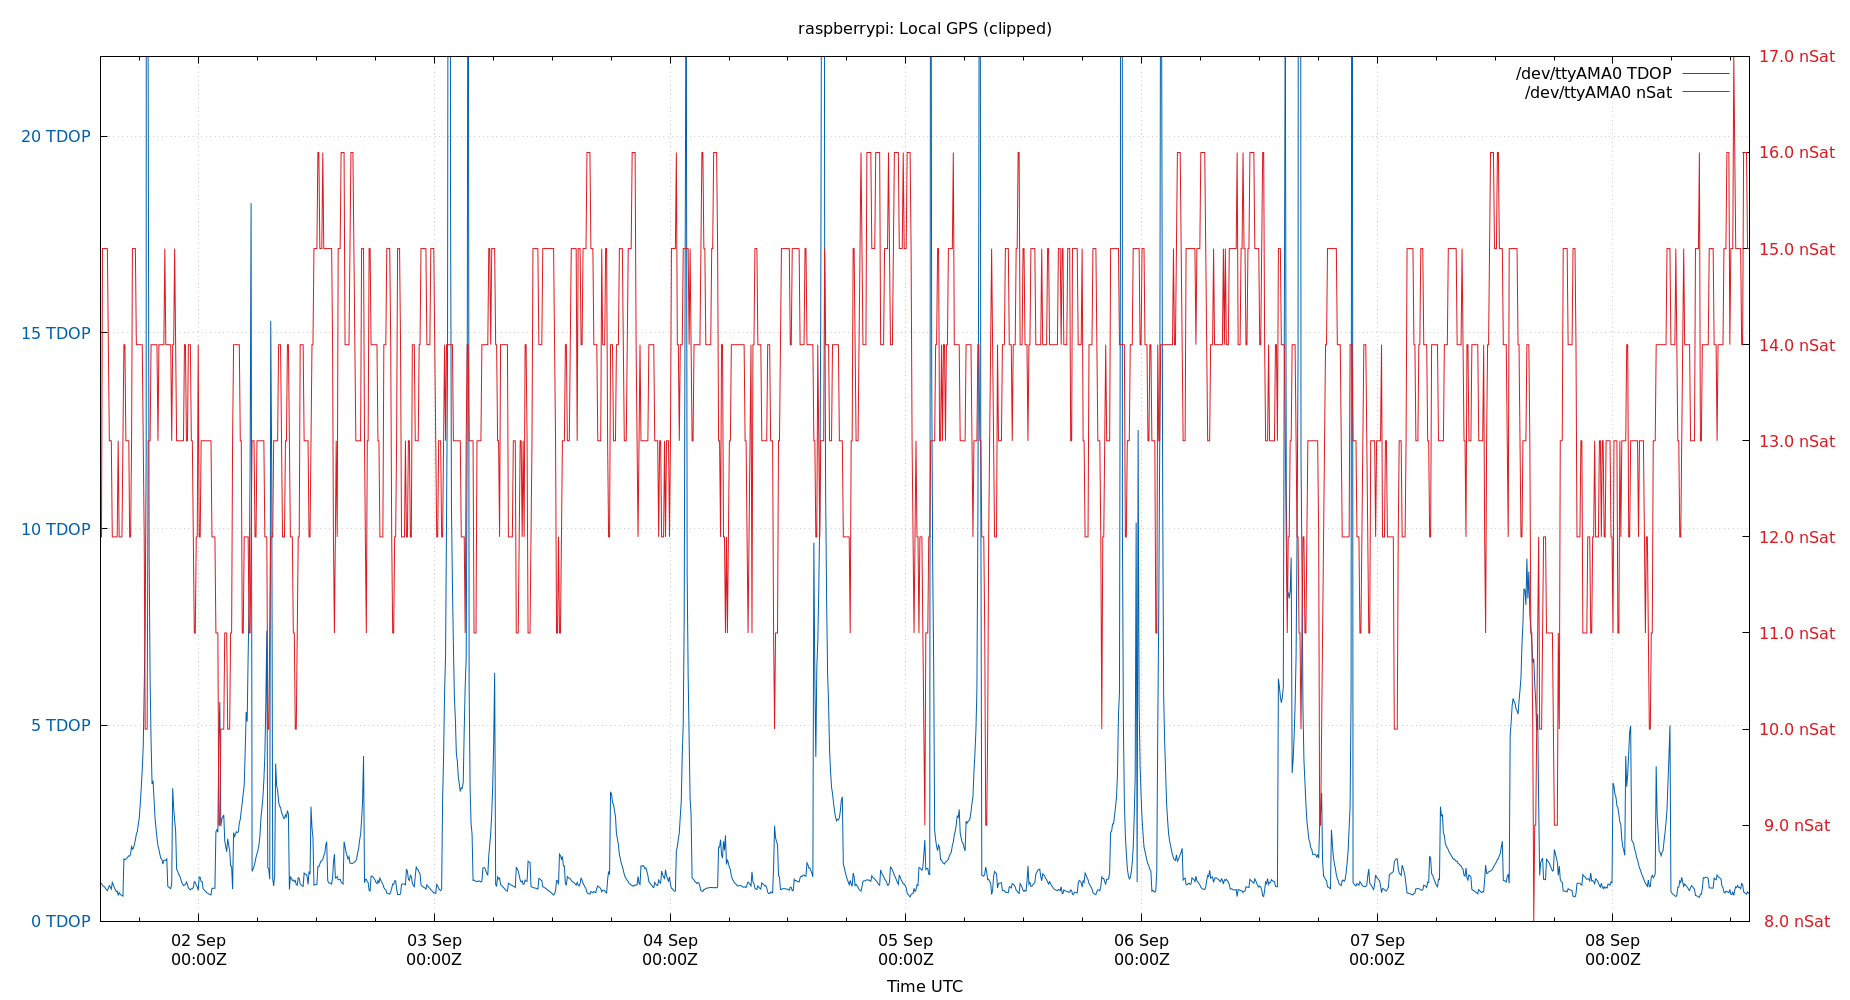 raspberrypi: Local GPS (clipped)
17.0 nSat
/dev/ttyAMA0 TDOP
/dev/ttyAMA0 nSat
20 TDOP
16.0 nSat
15.0 nSat
15 TDOP
14.0 nSat
13.0 nSat
10 TDOP
12.0 nSat
11.0 nSat
5 TDOP
10.0 nSat
9.0 nSat
0 TDOP
8.0 nSat
02 Sep 03 Sep 04 Sep 05 Sep 06 Sep 07 Sep 08 Sep
00:00Z 00:00Z 00:00Z 00:00Z 00:00Z 00:00Z 00:00Z
Time UTC